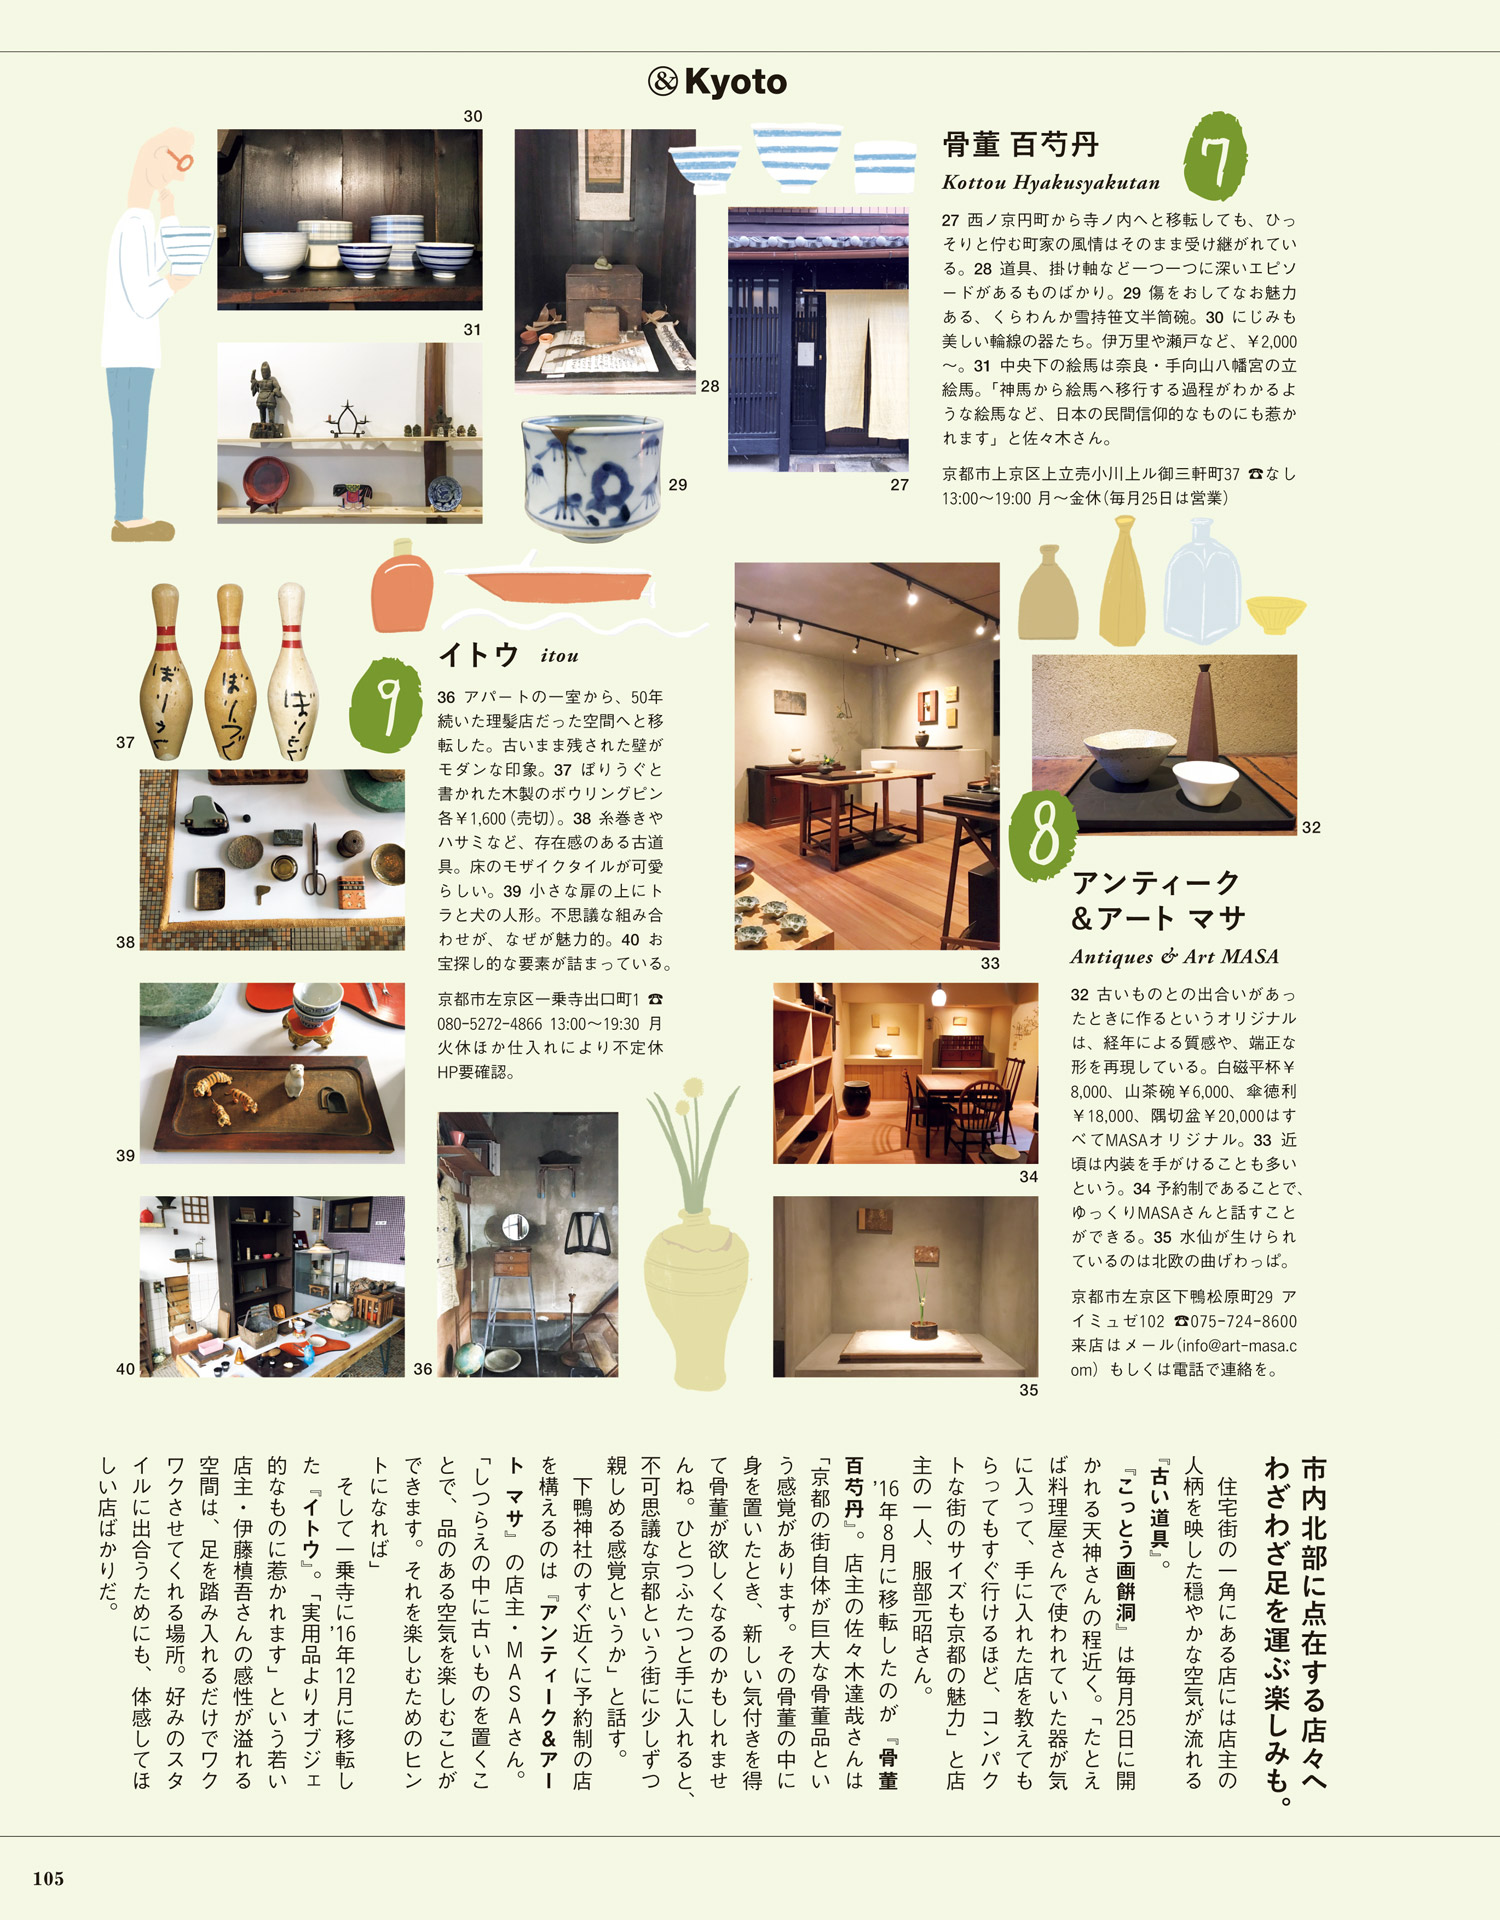 & Kyoto
30
31
28
29
27
骨董 百芍丹
Kottou Hyakusyakutan
7
27 西ノ京円町から寺ノ内へと移転しても、ひっ
そりと佇む町家の風情はそのまま受け継がれてい
る。28 道具、掛け軸など一つ一つに深いエピソ
ードがあるものばかり。29 傷をおしてなお魅力
ある、くらわんか雪持笹文半筒碗。30 にじみも
美しい輪線の器たち。伊万里や瀬戸など、¥2,000
〜。31 中央下の絵馬は奈良・手向山八幡宮の立
絵馬。「神馬から絵馬へ移行する過程がわかるよ
うな絵馬など、日本の民間信仰的なものにも惹か
れます」と佐々木さん。
京都市上京区上立売小川上ル御三軒町37 ☎なし
13:00〜19:00 月〜金休(毎月25日は営業)
ぼりうぐ
ぼりうぐ
ぼりうぐ
37
38
39
40
36
9
イトウ itou
36 アパートの一室から、50年
続いた理髪店だった空間へと移
転した。古いまま残された壁が
モダンな印象。37 ぼりうぐと
書かれた木製のボウリングピン
各¥1,600(売切)。38 糸巻きや
ハサミなど、存在感のある古道
具。床のモザイクタイルが可愛
らしい。39 小さな扉の上にト
ラと犬の人形。不思議な組み合
わせが、なぜが魅力的。40 お
宝探し的な要素が詰まっている。
京都市左京区一乗寺出口町1 ☎
080-5272-4866 13:00〜19:30 月
火休ほか仕入れにより不定休
HP要確認。
33
32
34
35
8
アンティーク
&アート マサ
Antiques & Art MASA
32 古いものとの出合いがあっ
たときに作るというオリジナル
は、経年による質感や、端正な
形を再現している。白磁平杯¥
8,000、山茶碗¥6,000、傘徳利
¥18,000、隅切盆¥20,000はす
べてMASAオリジナル。33 近
頃は内装を手がけることも多い
という。34 予約制であることで、
ゆっくりMASAさんと話すこと
ができる。35 水仙が生けられ
ているのは北欧の曲げわっぱ。
京都市左京区下鴨松原町29 ア
イミュゼ102 ☎075-724-8600
来店はメール(info@art-masa.c
om) もしくは電話で連絡を。
市内北部に点在する店々へ
わざわざ足を運ぶ楽しみも。
住宅街の一角にある店には店主の
人柄を映した穏やかな空気が流れる
『古い道具』。
『こっとう画餅洞』は毎月25日に開
かれる天神さんの程近く。「たとえ
ば料理屋さんで使われていた器が気
に入って、手に入れた店を教えても
らってもすぐ行けるほど、コンパク
トな街のサイズも京都の魅力」と店
主の一人、服部元昭さん。
'16年8月に移転したのが『骨董
百芍丹』。店主の佐々木達哉さんは
「京都の街自体が巨大な骨董品とい
う感覚があります。その骨董の中に
身を置いたとき、新しい気付きを得
て骨董が欲しくなるのかもしれませ
んね。ひとつふたつと手に入れると、
不可思議な京都という街に少しずつ
親しめる感覚というか」と話す。
下鴨神社のすぐ近くに予約制の店
を構えるのは『アンティーク&アー
ト マサ』の店主・MASAさん。
「しつらえの中に古いものを置くこ
とで、品のある空気を楽しむことが
できます。それを楽しむためのヒン
トになれば」
そして一乗寺に'16年12月に移転し
た『イトウ』。「実用品よりオブジェ
的なものに惹かれます」という若い
店主・伊藤槙吾さんの感性が溢れる
空間は、足を踏み入れるだけでワク
ワクさせてくれる場所。好みのスタ
イルに出合うためにも、体感してほ
しい店ばかりだ。
105